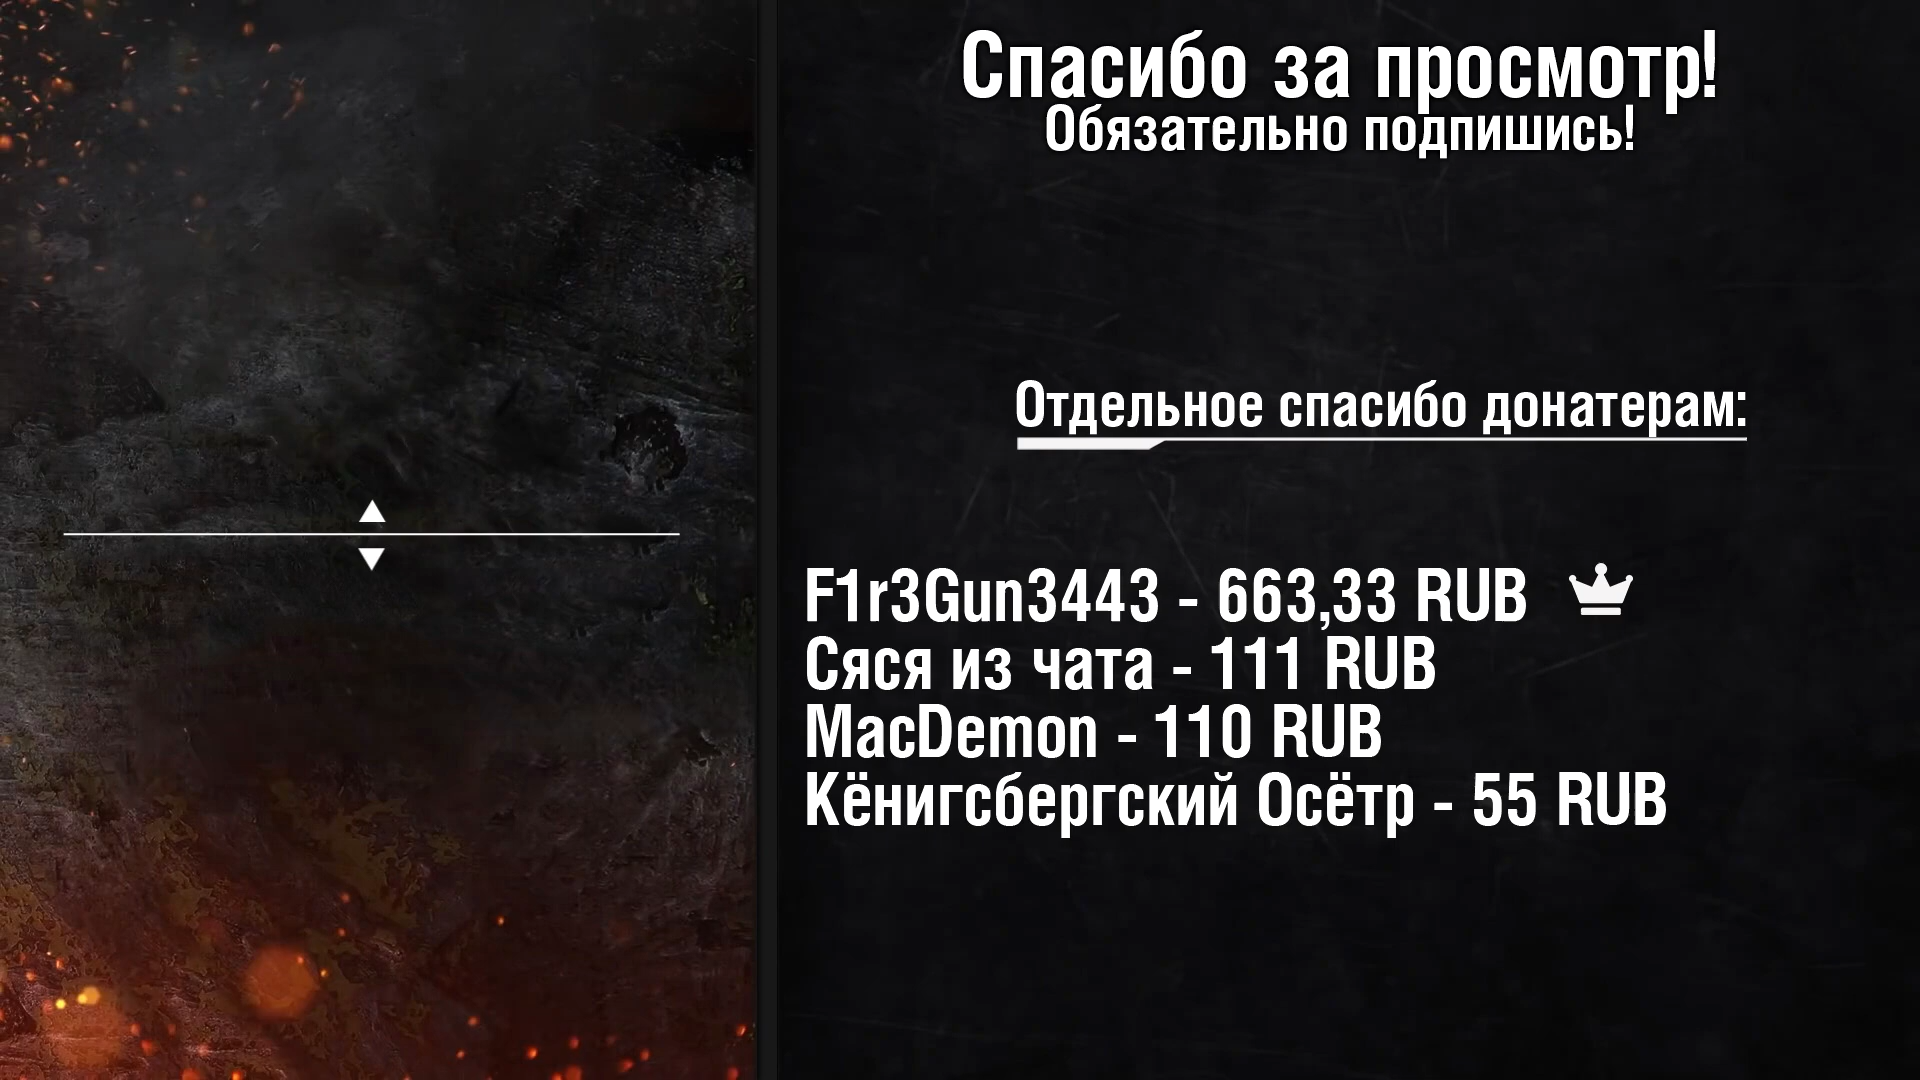 Спасибо за просмотр!
Обязательно подпишись!
Отдельное спасибо донатерам:
F1r3Gun3443 - 663,33 RUB
Сяся из чата - 111 RUB
MacDemon - 110 RUB
Кёнигсбергский Осётр - 55 RUB